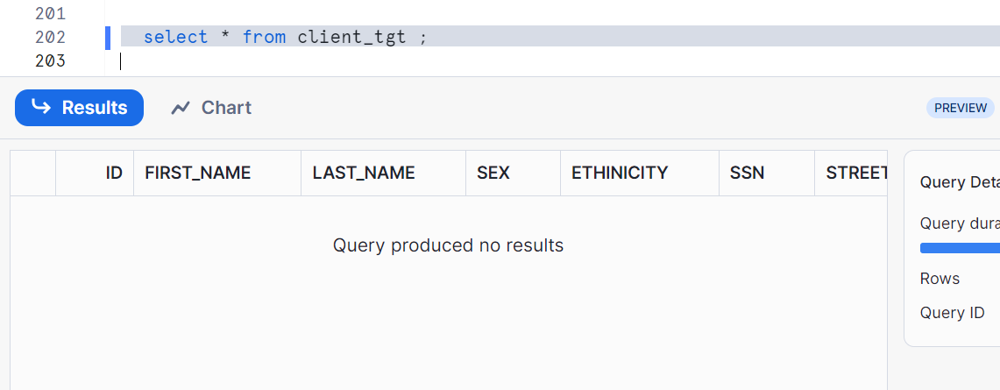 201
202 select * from client_tgt ;
203
Results Chart PREVIEW
ID FIRST_NAME LAST_NAME SEX ETHINICITY SSN STREET
Query produced no results
Query Deta
Query dura
Rows
Query ID